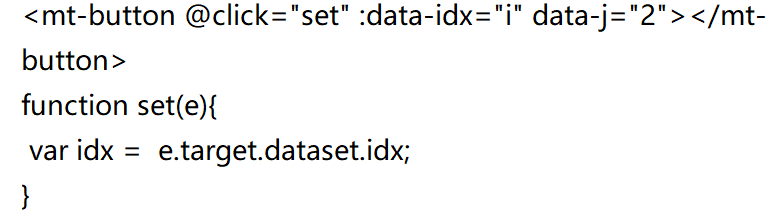 <mt-button @click="set" :data-idx="i" data-j="2"></mt-
button>
function set(e){
 var idx =  e.target.dataset.idx;
}